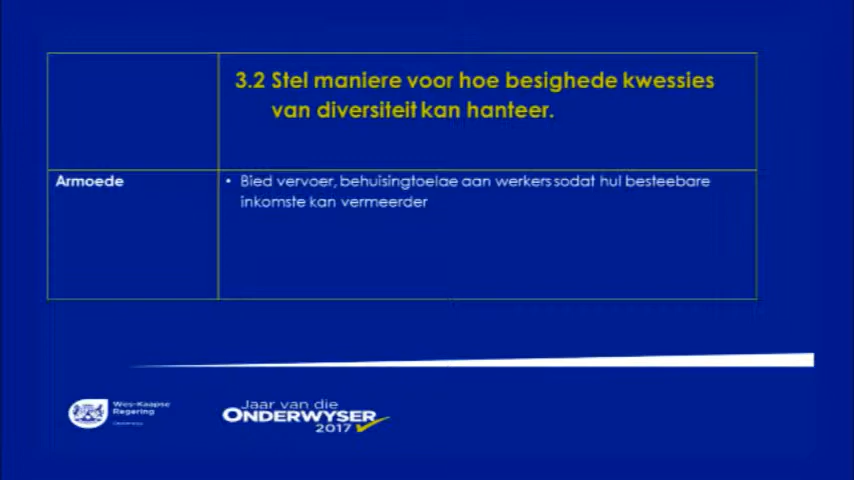 3.2 Stel maniere voor hoe besighede kwessies
van diversiteit kan hanteer.
Armoede
• Bied vervoer, behuisingtoelae aan werkers sodat hul besteebare
inkomste kan vermeerder
Wes-Kaapse
Regering
Jaar van die
ONDERWYSER
2017